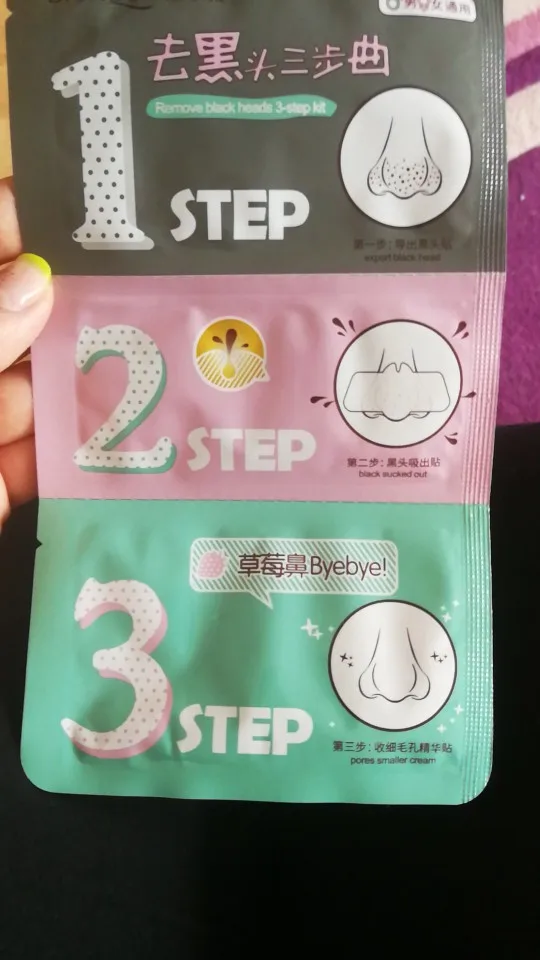 男女通用
去黑头三步曲
Remove black heads 3-step kit
1 STEP
第一步：导出黑头贴
export black head
2 STEP
第二步：黑头吸出贴
black sucked out
草莓鼻Byebye!
3 STEP
第三步：收细毛孔精华贴
pores smaller cream